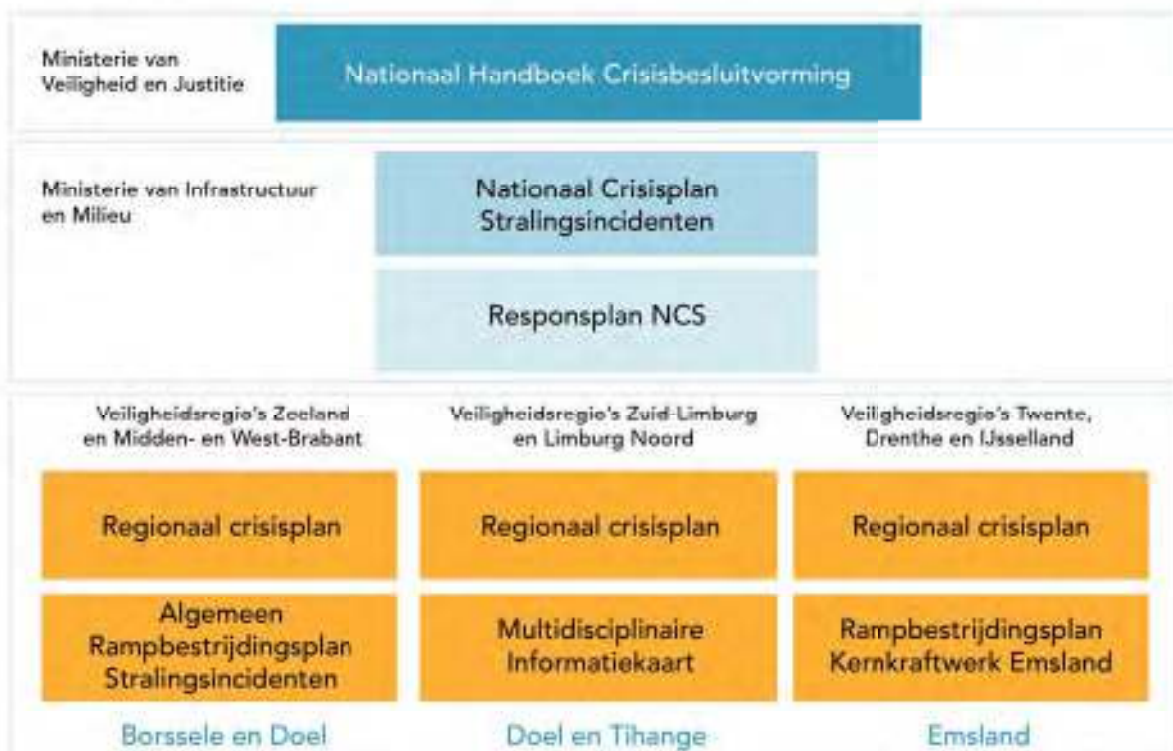 Ministerie van
Veiligheid en Justitie
Nationaal Handboek Crisisbesluitvorming
Ministerie van Infrastructuur
en Milieu
Nationaal Crisisplan
Stralingsincidenten
Responsplan NCS
Veiligheidsregio's Zeeland
en Midden- en West-Brabant
Veiligheidsregio's Zuid-Limburg
en Limburg Noord
Veiligheidsregio's Twente,
Drenthe en IJsselland
Regionaal crisisplan
Regionaal crisisplan
Regionaal crisisplan
Algemeen
Rampbestrijdingsplan
Stralingsincidenten
Multidisciplinaire
Informatiekaart
Rampbestrijdingsplan
Kernkraftwerk Emsland
Borssele en Doel
Doel en Tihange
Emsland